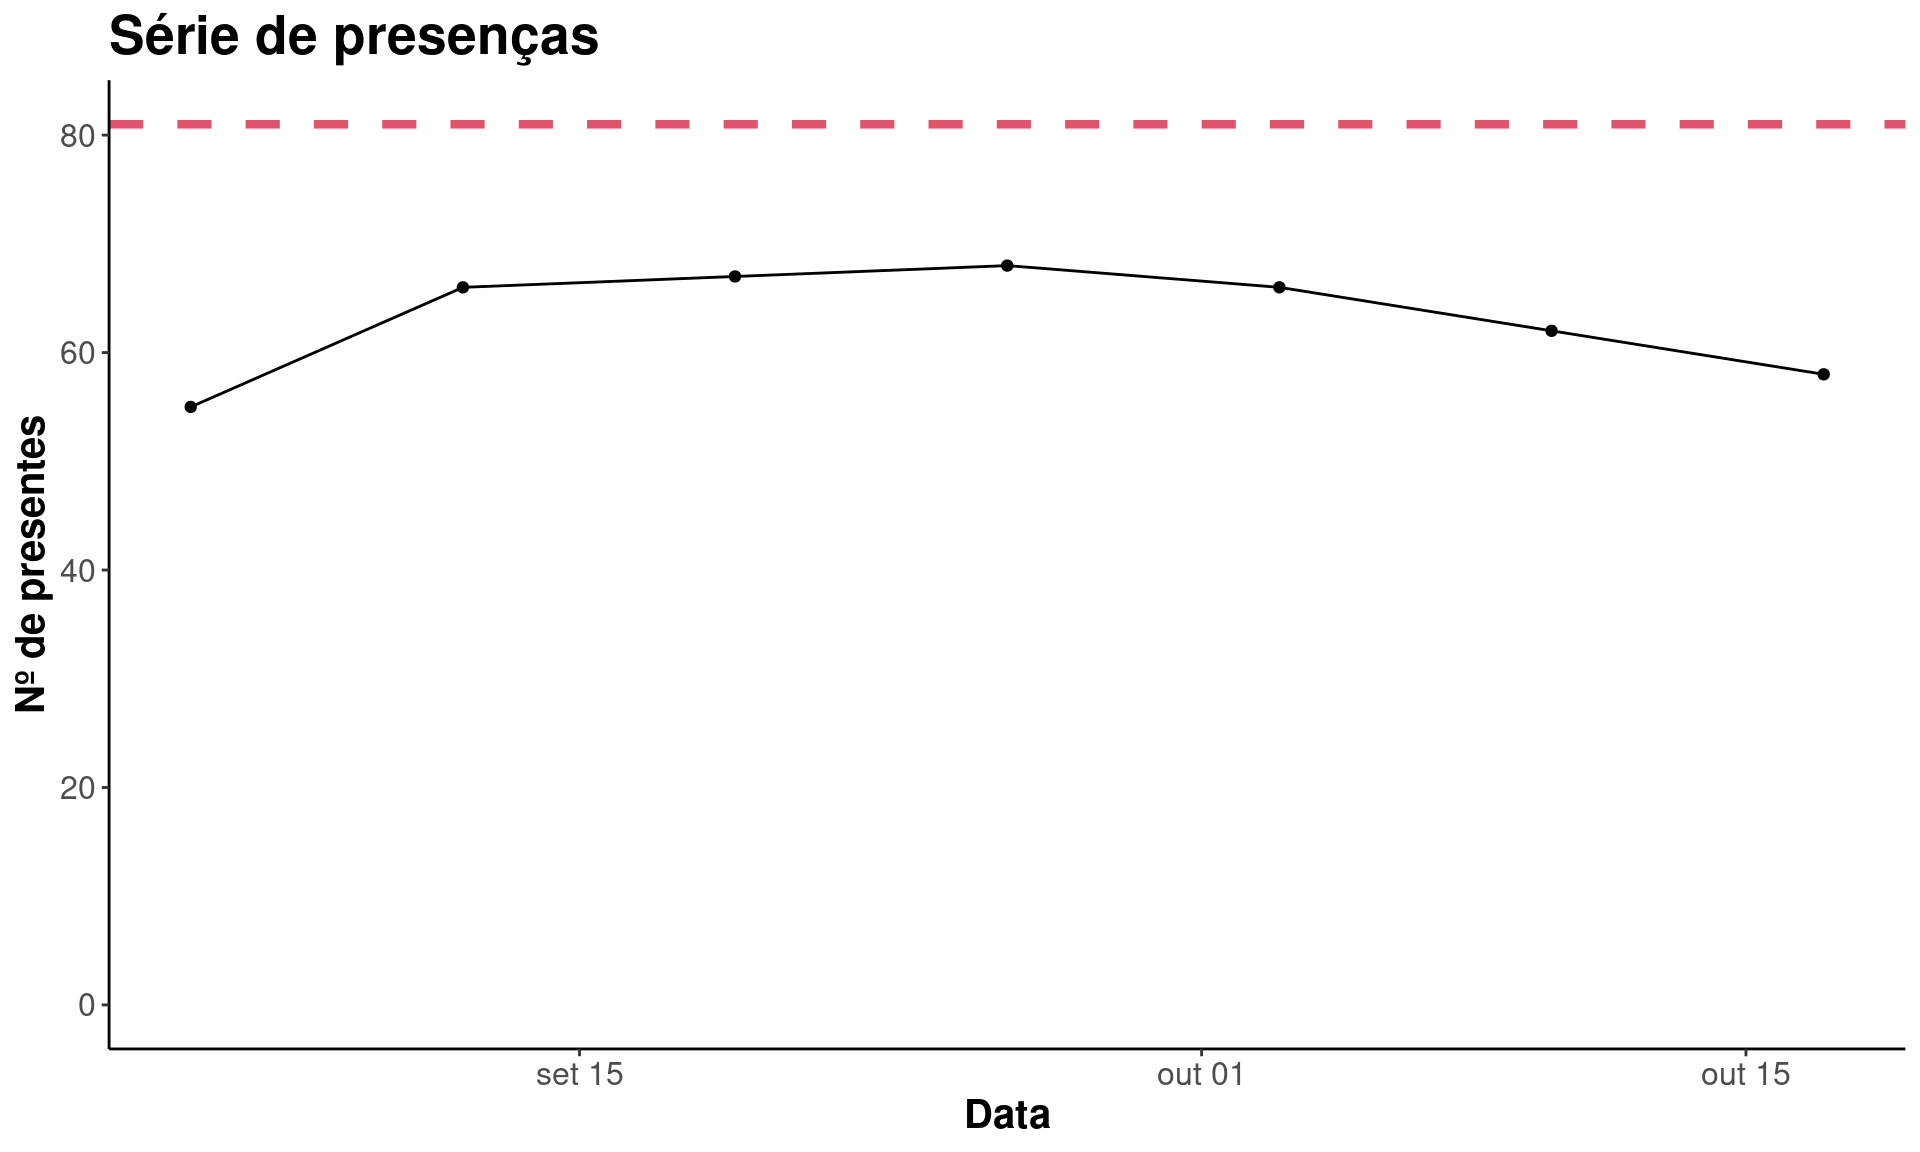 Série de presenças
Nº de presentes
80
60
40
20
0
set 15
out 01
out 15
Data